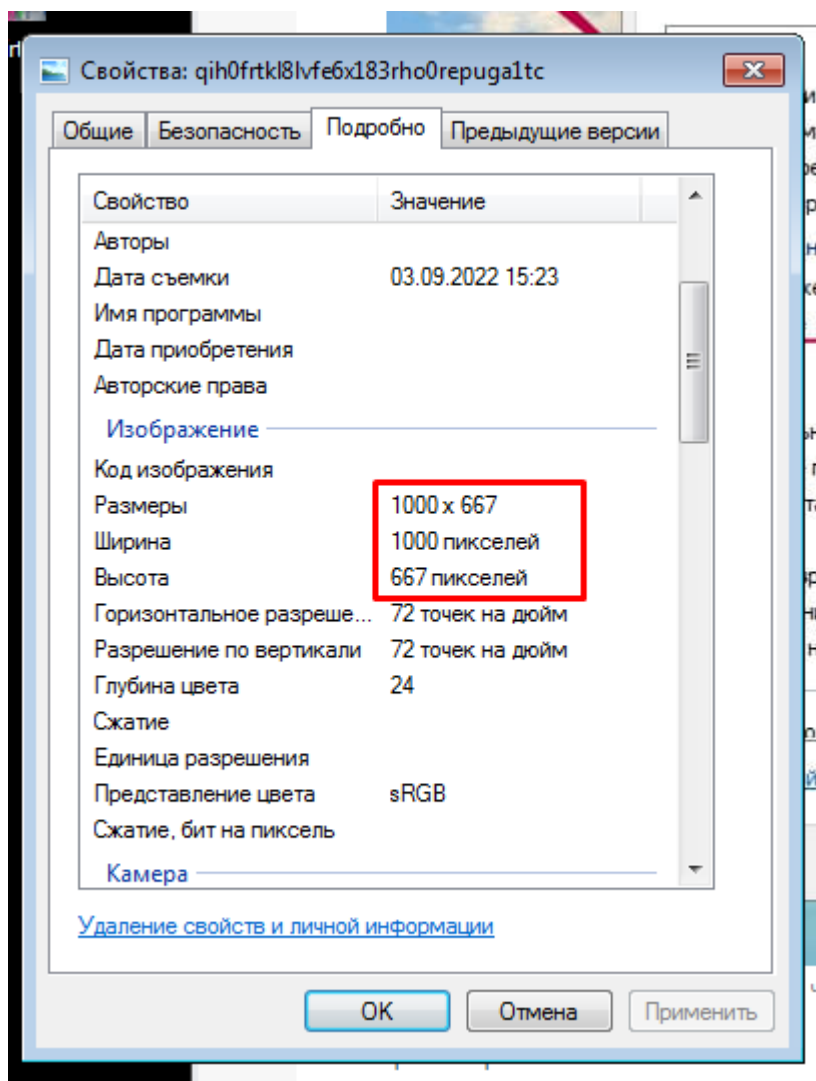 Свойства: qih0frtkl8lvfe6x183rho0repuga1tc
Общие Безопасность Подробно Предыдущие версии
Свойство Значение
Авторы
Дата съемки 03.09.2022 15:23
Имя программы
Дата приобретения
Авторские права
Изображение
Код изображения
Размеры 1000 x 667
Ширина 1000 пикселей
Высота 667 пикселей
Горизонтальное разреше... 72 точек на дюйм
Разрешение по вертикали 72 точек на дюйм
Глубина цвета 24
Сжатие
Единица разрешения
Представление цвета sRGB
Сжатие, бит на пиксель
Камера
Удаление свойств и личной информации
OK Отмена Применить